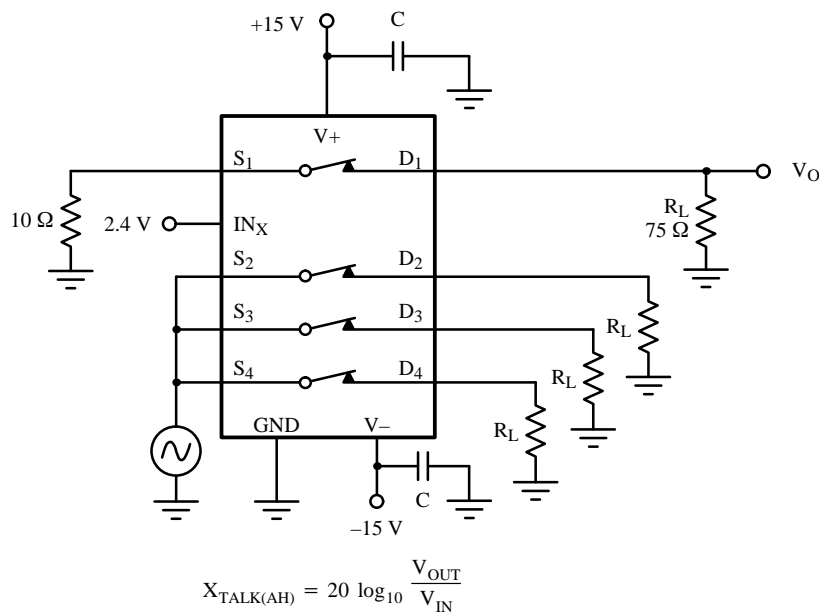 +15 V
C
V+
S1
D1
VO
10 Ω
2.4 V
INX
RL
75 Ω
S2
D2
S3
D3
RL
S4
D4
RL
GND
V–
RL
C
–15 V
XTALK(AH) = 20 log10 VOUT / VIN